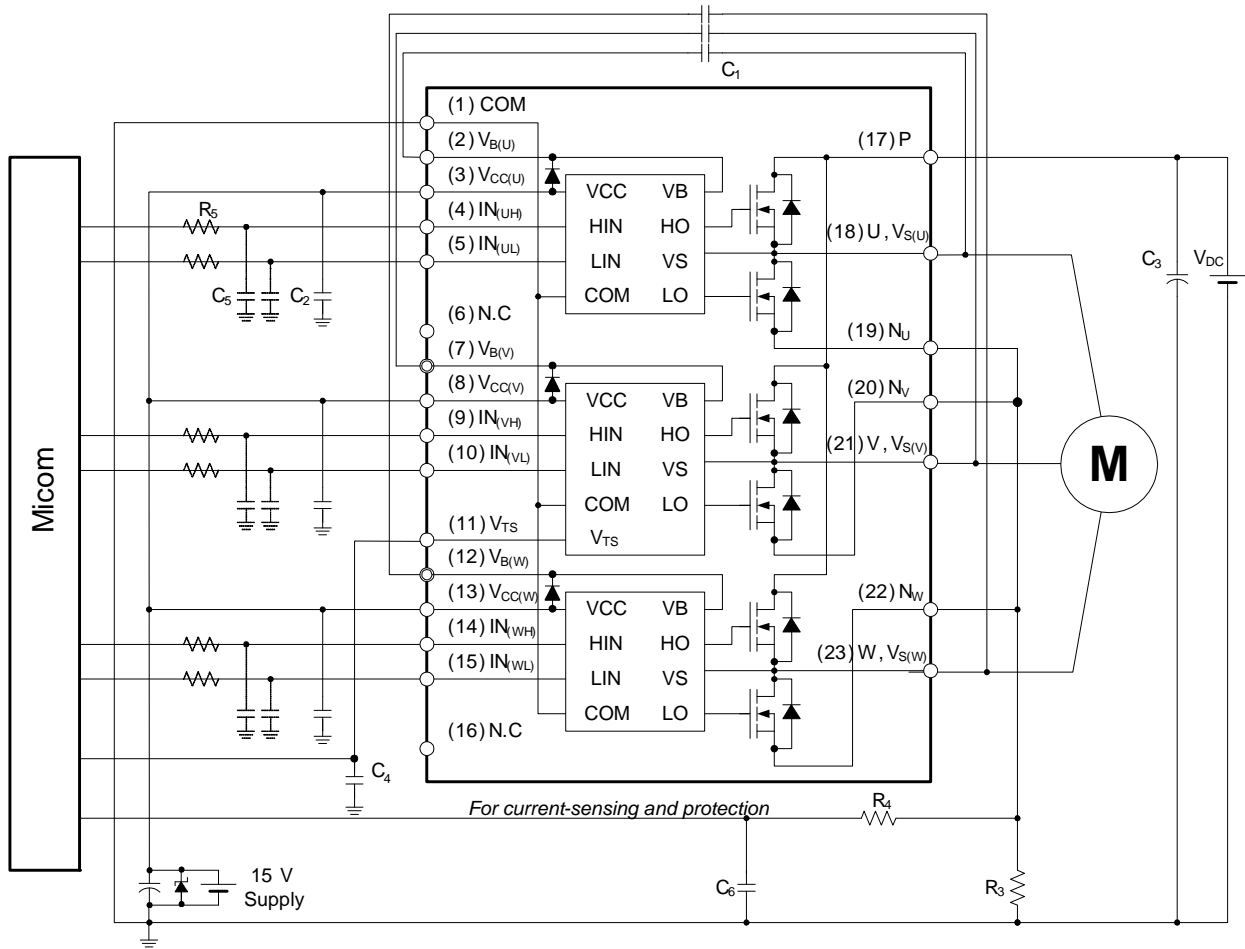 C1
(1) COM
(2) VB(U)
(3) VCC(U)
(4) IN(UH)
(5) IN(UL)
(6) N.C
(7) VB(V)
(8) VCC(V)
(9) IN(VH)
(10) IN(VL)
(11) VTS
(12) VB(W)
(13) VCC(W)
(14) IN(WH)
(15) IN(WL)
(16) N.C
VCC VB
HIN HO
LIN VS
COM LO
VCC VB
HIN HO
LIN VS
COM LO
VTS
VCC VB
HIN HO
LIN VS
COM LO
(17) P
(18) U, VS(U)
(19) NU
(20) NV
(21) V, VS(V)
(22) NW
(23) W, VS(W)
Micom
R5
C5
C2
C4
C3
VDC
M
For current-sensing and protection
R4
C6
R3
15 V
Supply